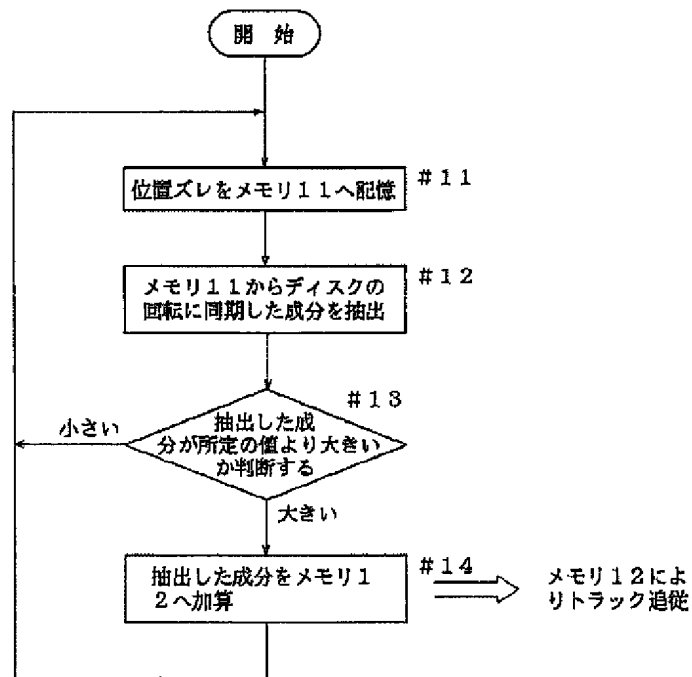 開 始
位置ズレをメモリ11へ記憶
#11
メモリ11からディスクの
回転に同期した成分を抽出
#12
#13
抽出した成
分が所定の値より大きい
か判断する
小さい
大きい
抽出した成分をメモリ1
2へ加算
#14
メモリ12によ
りトラック追従